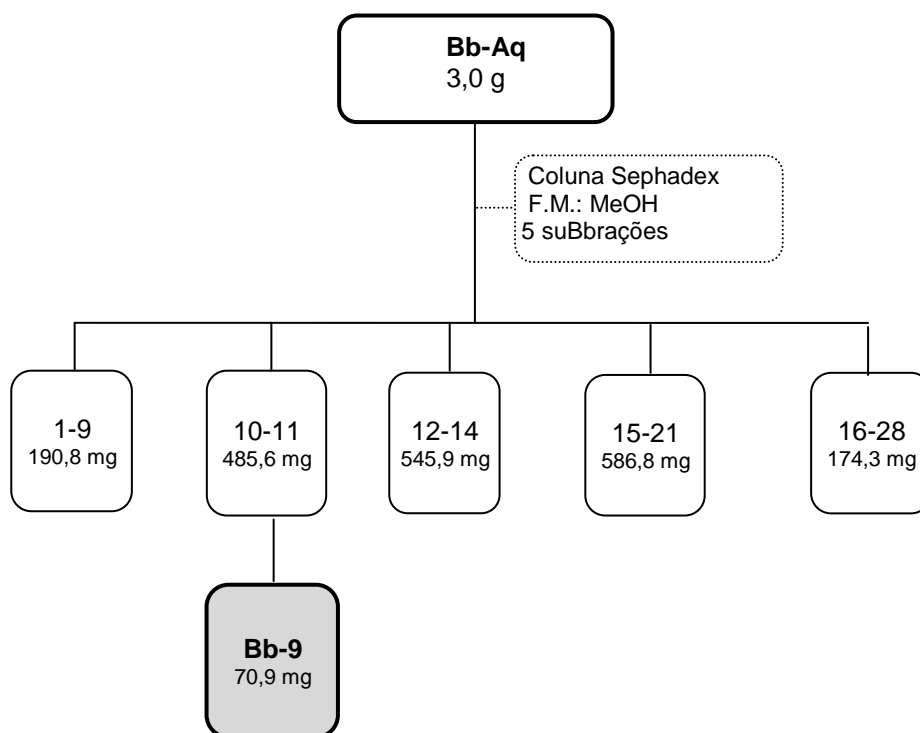 Bb-Aq
3,0 g
Coluna Sephadex
F.M.: MeOH
5 suBbrações
1-9
190,8 mg
10-11
485,6 mg
12-14
545,9 mg
15-21
586,8 mg
16-28
174,3 mg
Bb-9
70,9 mg